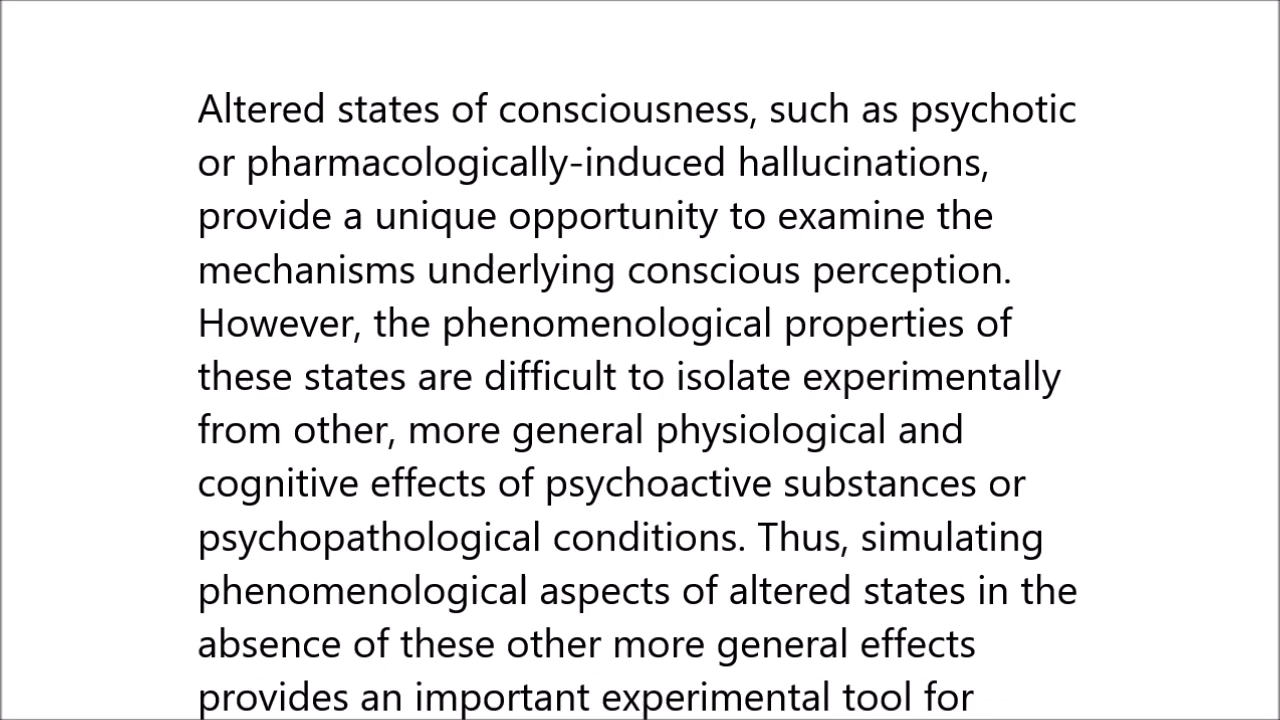 Altered states of consciousness, such as psychotic
or pharmacologically-induced hallucinations,
provide a unique opportunity to examine the
mechanisms underlying conscious perception.
However, the phenomenological properties of
these states are difficult to isolate experimentally
from other, more general physiological and
cognitive effects of psychoactive substances or
psychopathological conditions. Thus, simulating
phenomenological aspects of altered states in the
absence of these other more general effects
provides an important experimental tool for